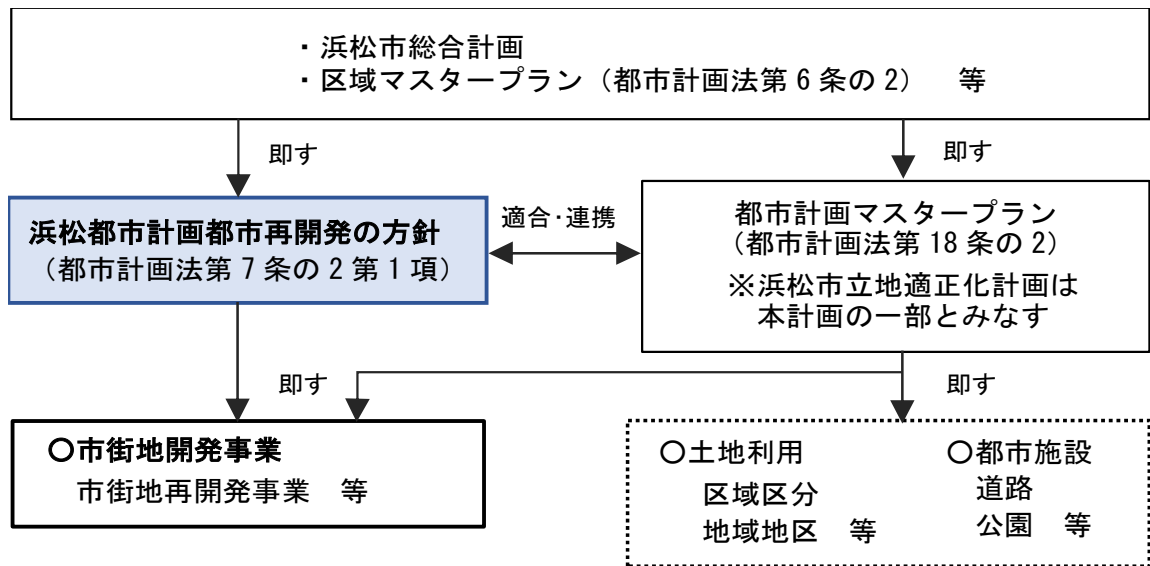 ・浜松市総合計画
・区域マスタープラン（都市計画法第６条の２）　等
即す
即す
浜松都市計画都市再開発の方針
（都市計画法第７条の２第１項）
適合・連携
都市計画マスタープラン
（都市計画法第 18 条の２）
※浜松市立地適正化計画は
本計画の一部とみなす
即す
即す
〇市街地開発事業
市街地再開発事業　等
〇土地利用
区域区分
地域地区　等
〇都市施設
道路
公園　等